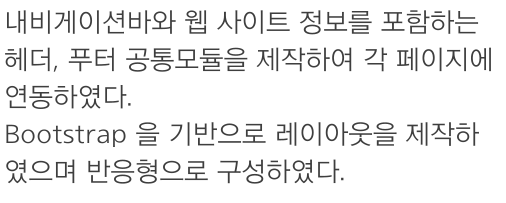 내비게이션바와 웹 사이트 정보를 포함하는
헤더, 푸터 공통모듈을 제작하여 각 페이지에
연동하였다.
Bootstrap 을 기반으로 레이아웃을 제작하
였으며 반응형으로 구성하였다.